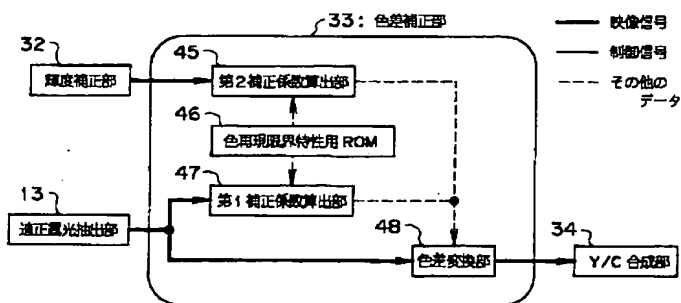 33: 色差補正部
映像信号
制御信号
その他の
データ
32
輝度補正部
45
第2補正係数算出部
46
色再現限界特性用 ROM
47
第1補正係数算出部
13
適正露光抽出部
48
色差変換部
34
Y/C 合成部